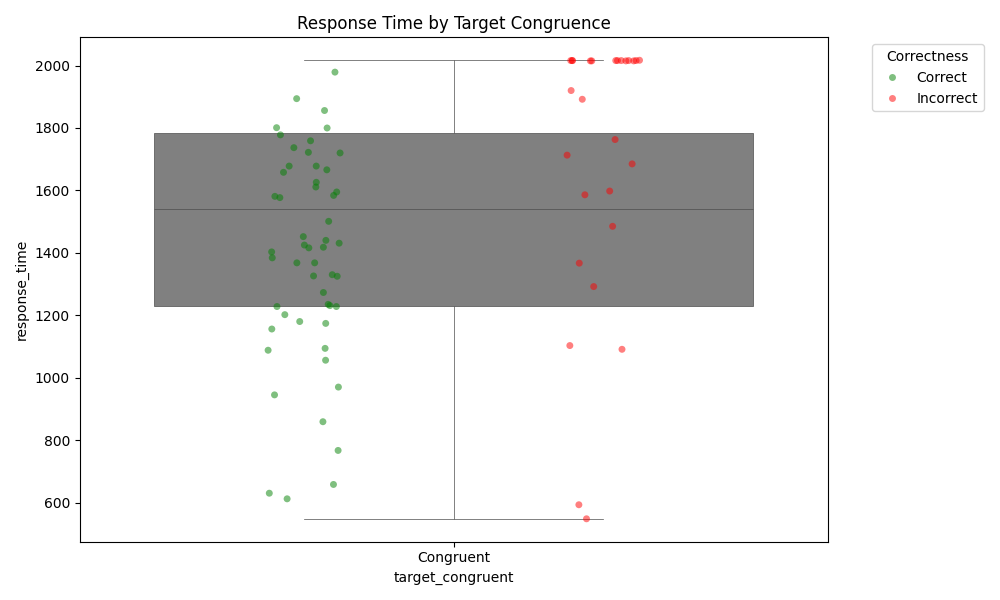 Response Time by Target Congruence
Correctness
Correct
Incorrect
response_time
2000
1800
1600
1400
1200
1000
800
600
Congruent
target_congruent